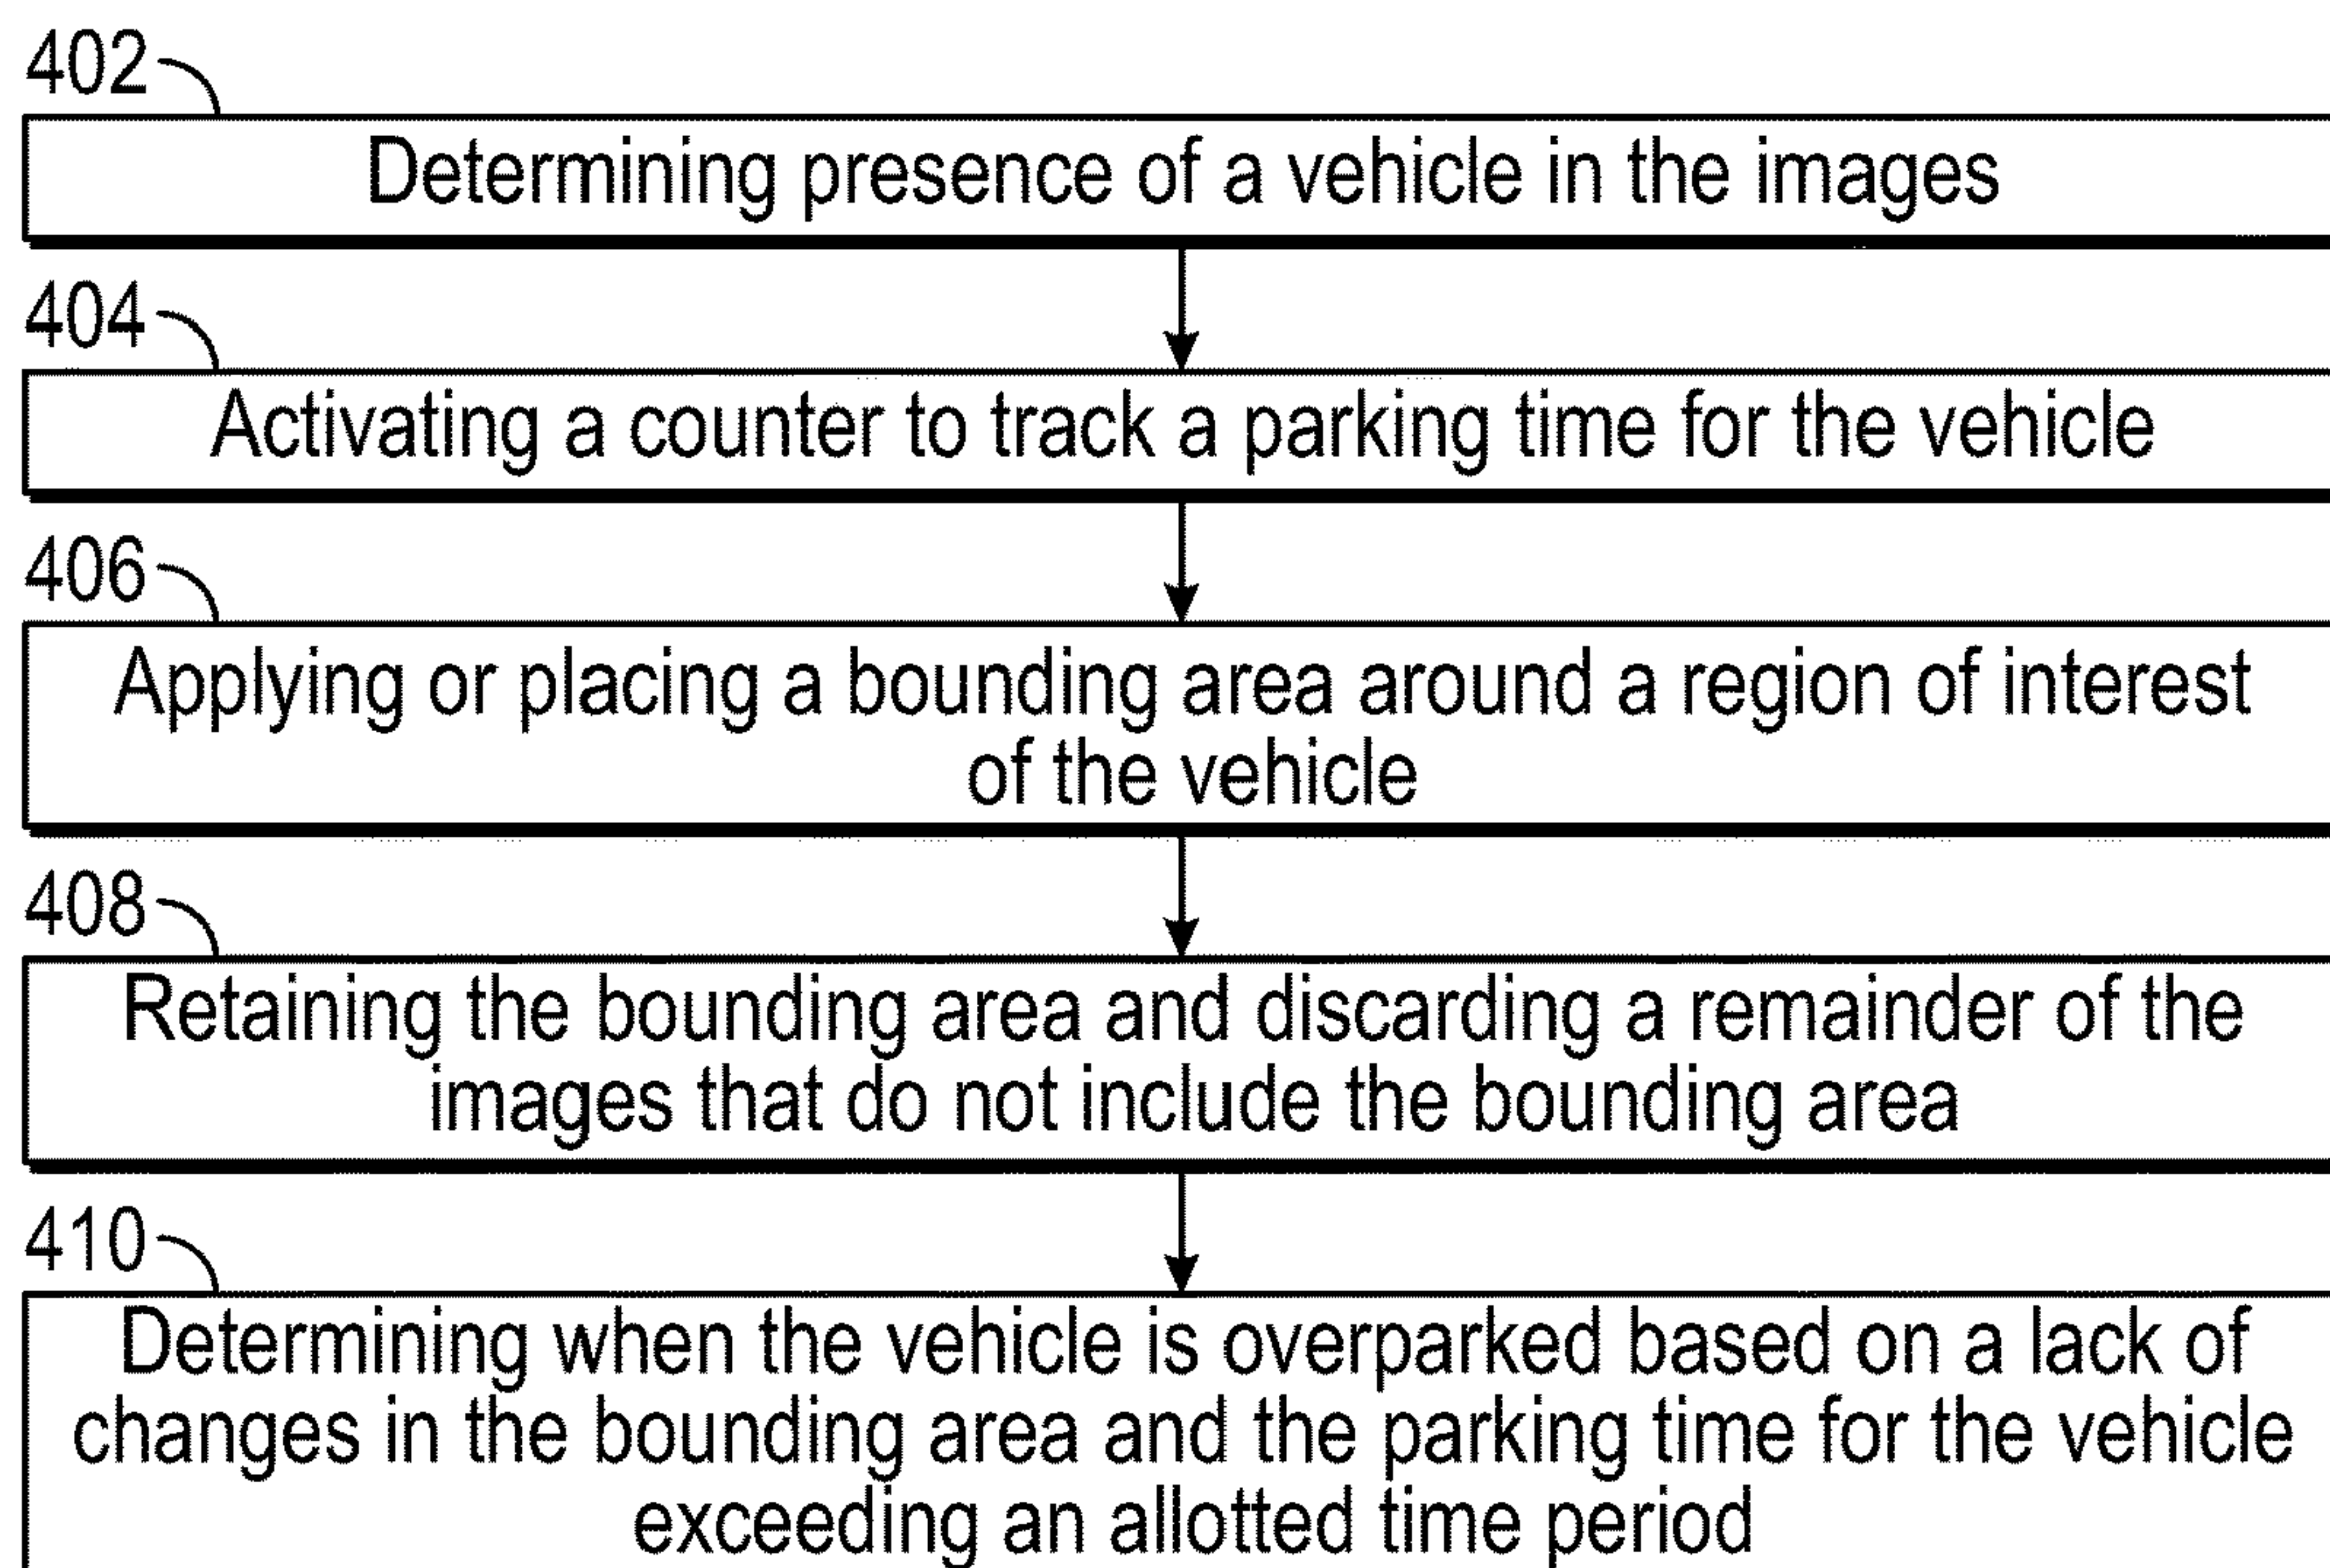 402
Determining presence of a vehicle in the images
404
Activating a counter to track a parking time for the vehicle
406
Applying or placing a bounding area around a region of interest
of the vehicle
408
Retaining the bounding area and discarding a remainder of the
images that do not include the bounding area
410
Determining when the vehicle is overparked based on a lack of
changes in the bounding area and the parking time for the vehicle
exceeding an allotted time period